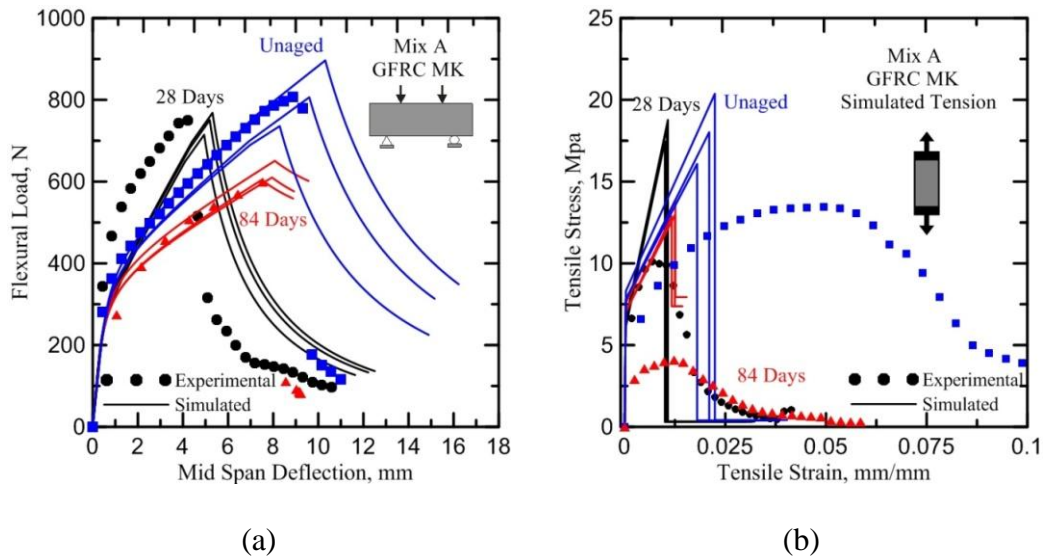 1000
800
600
400
200
0
Flexural Load, N
0 2 4 6 8 10 12 14 16 18
Mid Span Deflection, mm
Unaged
28 Days
84 Days
Mix A
GFRC MK
Experimental
Simulated
(a)
25
20
15
10
5
0
Tensile Stress, Mpa
0 0.025 0.05 0.075 0.1
Tensile Strain, mm/mm
28 Days
Unaged
84 Days
Mix A
GFRC MK
Simulated Tension
Experimental
Simulated
(b)